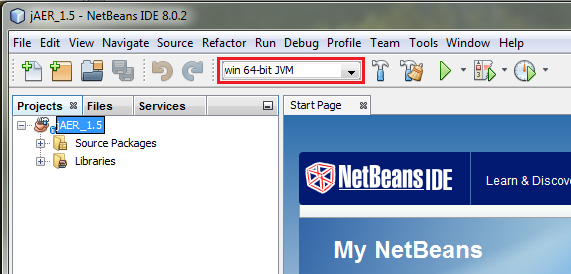 jAER_1.5 - NetBeans IDE 8.0.2
File Edit View Navigate Source Refactor Run Debug Profile Team Tools Window Help
win 64-bit JVM
Projects Files Services
Start Page
jAER_1.5
Source Packages
Libraries
NetBeans IDE
Learn & Discov
My NetBeans